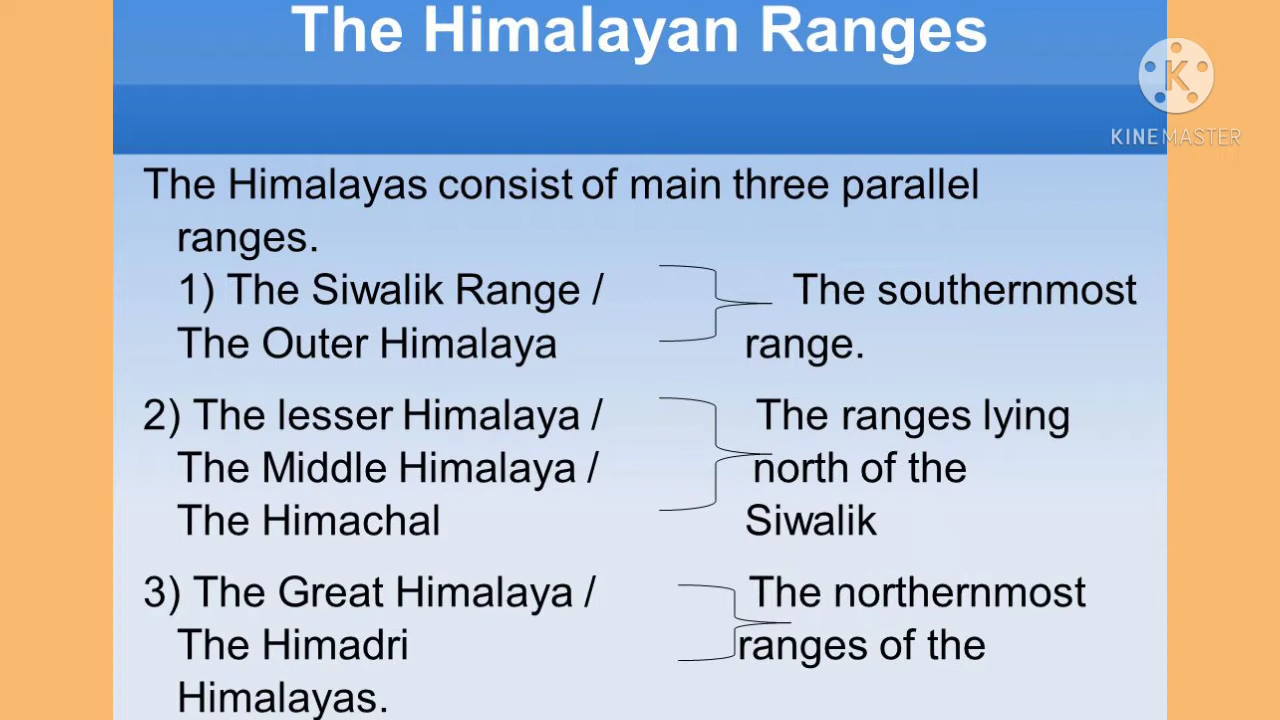 The Himalayan Ranges
K
KINEMASTER
The Himalayas consist of main three parallel
ranges.
1) The Siwalik Range / The southernmost
The Outer Himalaya range.
2) The lesser Himalaya / The ranges lying
The Middle Himalaya / north of the
The Himachal Siwalik
3) The Great Himalaya / The northernmost
The Himadri ranges of the
Himalayas.